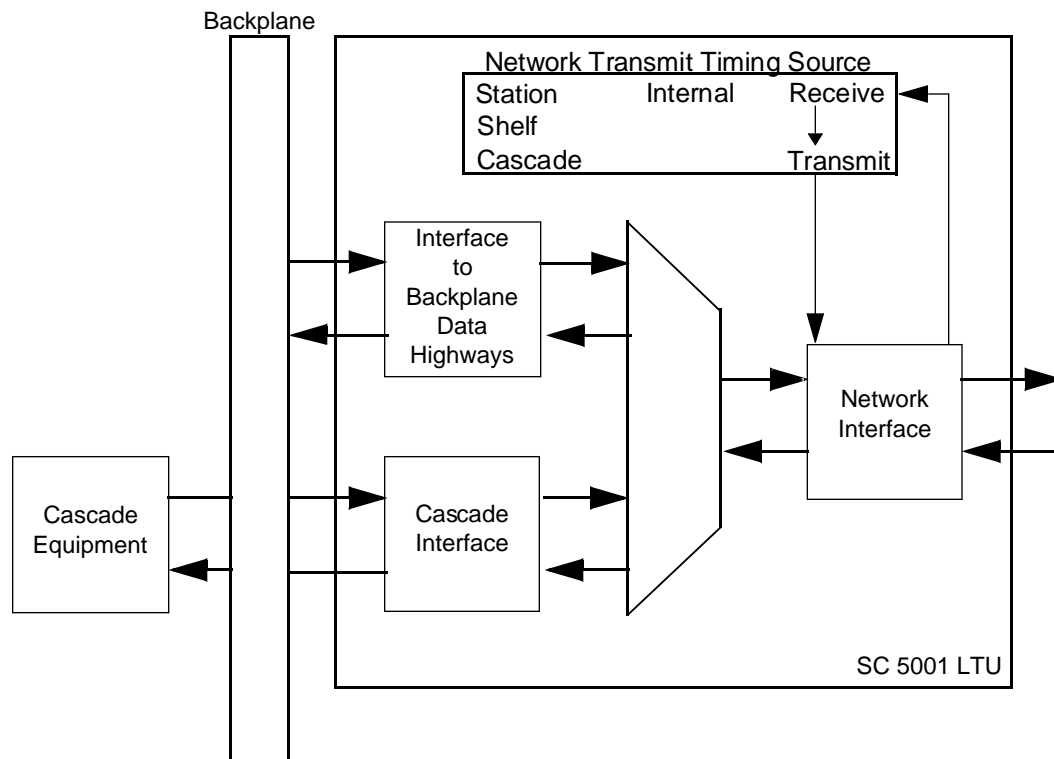 Backplane
Network Transmit Timing Source
Station Internal Receive
Shelf
Cascade Transmit
Interface
to
Backplane
Data
Highways
Network
Interface
Cascade
Equipment
Cascade
Interface
SC 5001 LTU